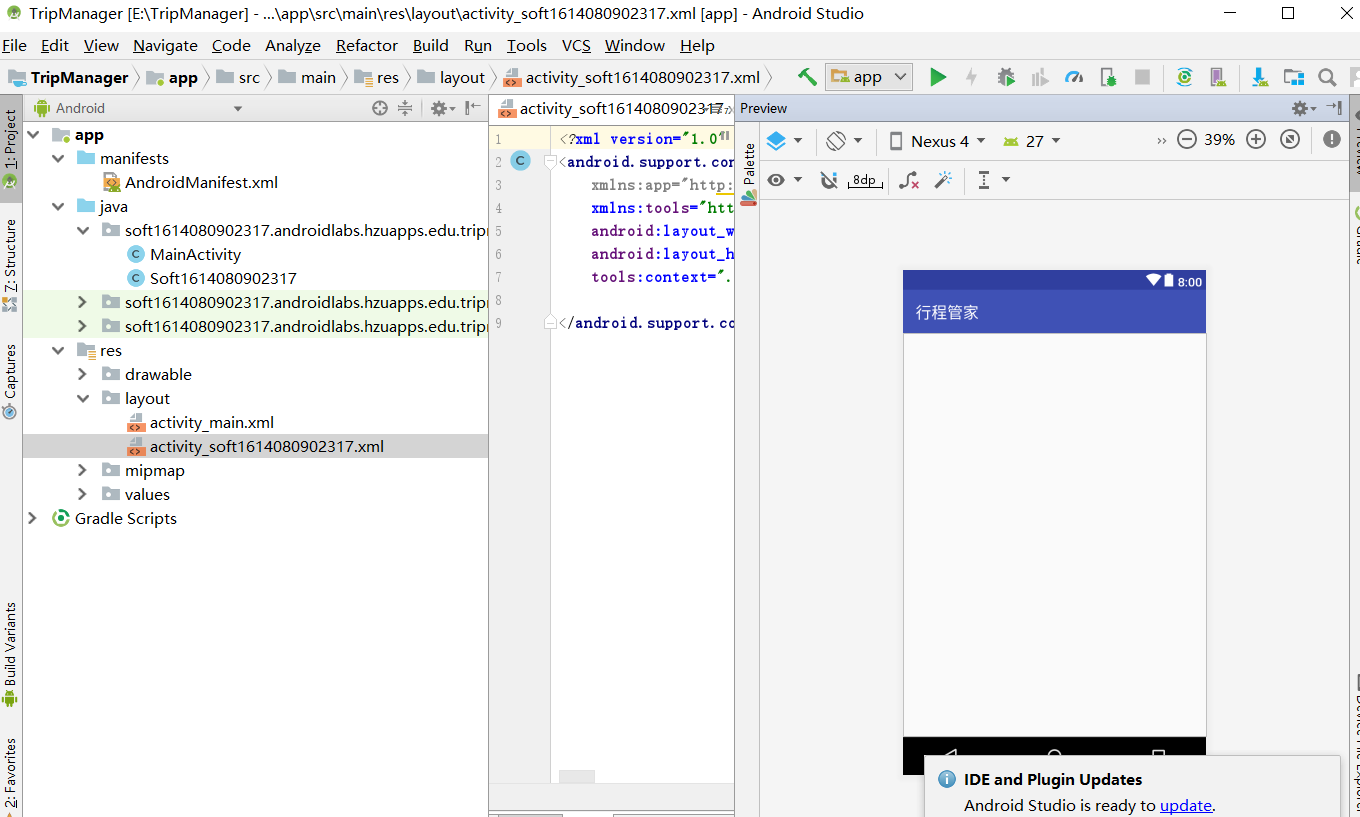 TripManager [E:\TripManager] - ...\app\src\main\res\layout\activity_soft1614080902317.xml [app] - Android Studio
File Edit View Navigate Code Analyze Refactor Build Run Tools VCS Window Help
TripManager app src main res layout activity_soft1614080902317.xml app
Android
activity_soft1614080902317
Preview
1: Project
Z: Structure
Captures
Build Variants
2: Favorites
app
manifests
AndroidManifest.xml
java
soft1614080902317.androidlabs.hzuapps.edu.tripr
MainActivity
Soft1614080902317
soft1614080902317.androidlabs.hzuapps.edu.tripr
soft1614080902317.androidlabs.hzuapps.edu.tripr
res
drawable
layout
activity_main.xml
activity_soft1614080902317.xml
mipmap
values
Gradle Scripts
1 <?xml version="1.0"
2 <android.support.con
3 xmlns:app="http:
4 xmlns:tools="htt
5 android:layout_w
6 android:layout_h
7 tools:context=".
8
9 </android.support.co
Palette
Nexus 4 27 39%
8dp
8:00
行程管家
IDE and Plugin Updates
Android Studio is ready to update.